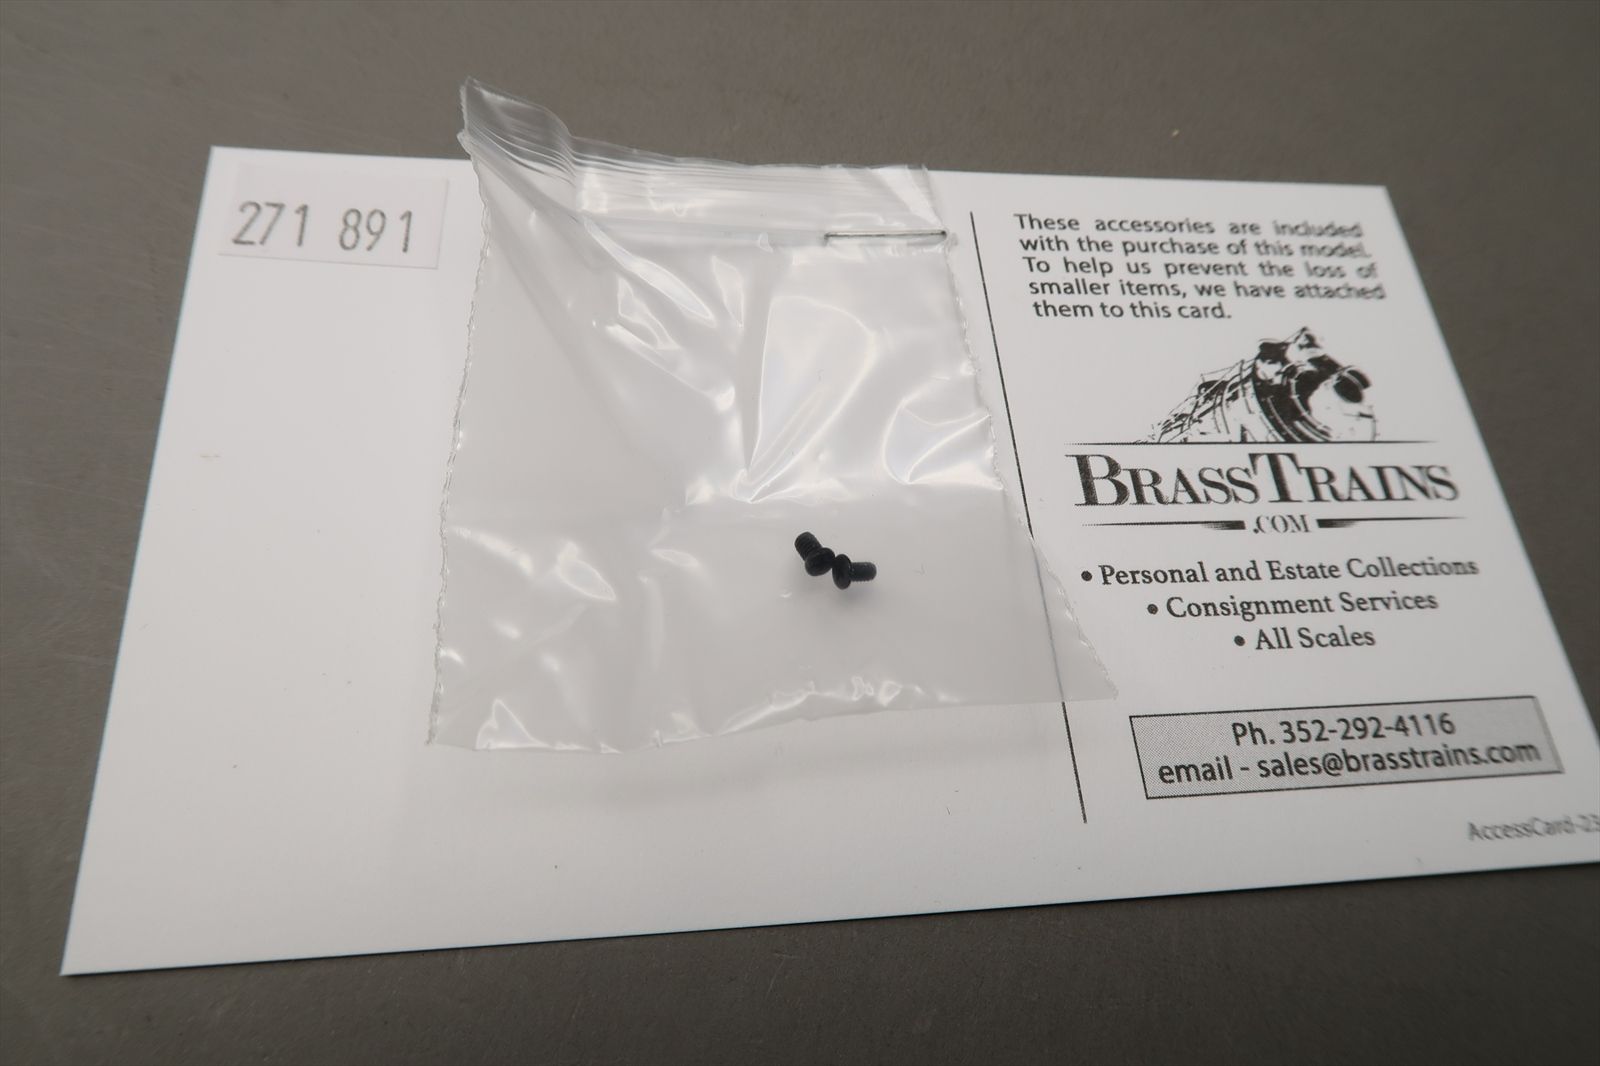 271 891
These accessories are included
with the purchase of this model.
To help us prevent the loss of
smaller items, we have attached
them to this card.
BRASSTRAINS
.COM
• Personal and Estate Collections
• Consignment Services
• All Scales
Ph. 352-292-4116
email - sales@brasstrains.com
AccessCard-23